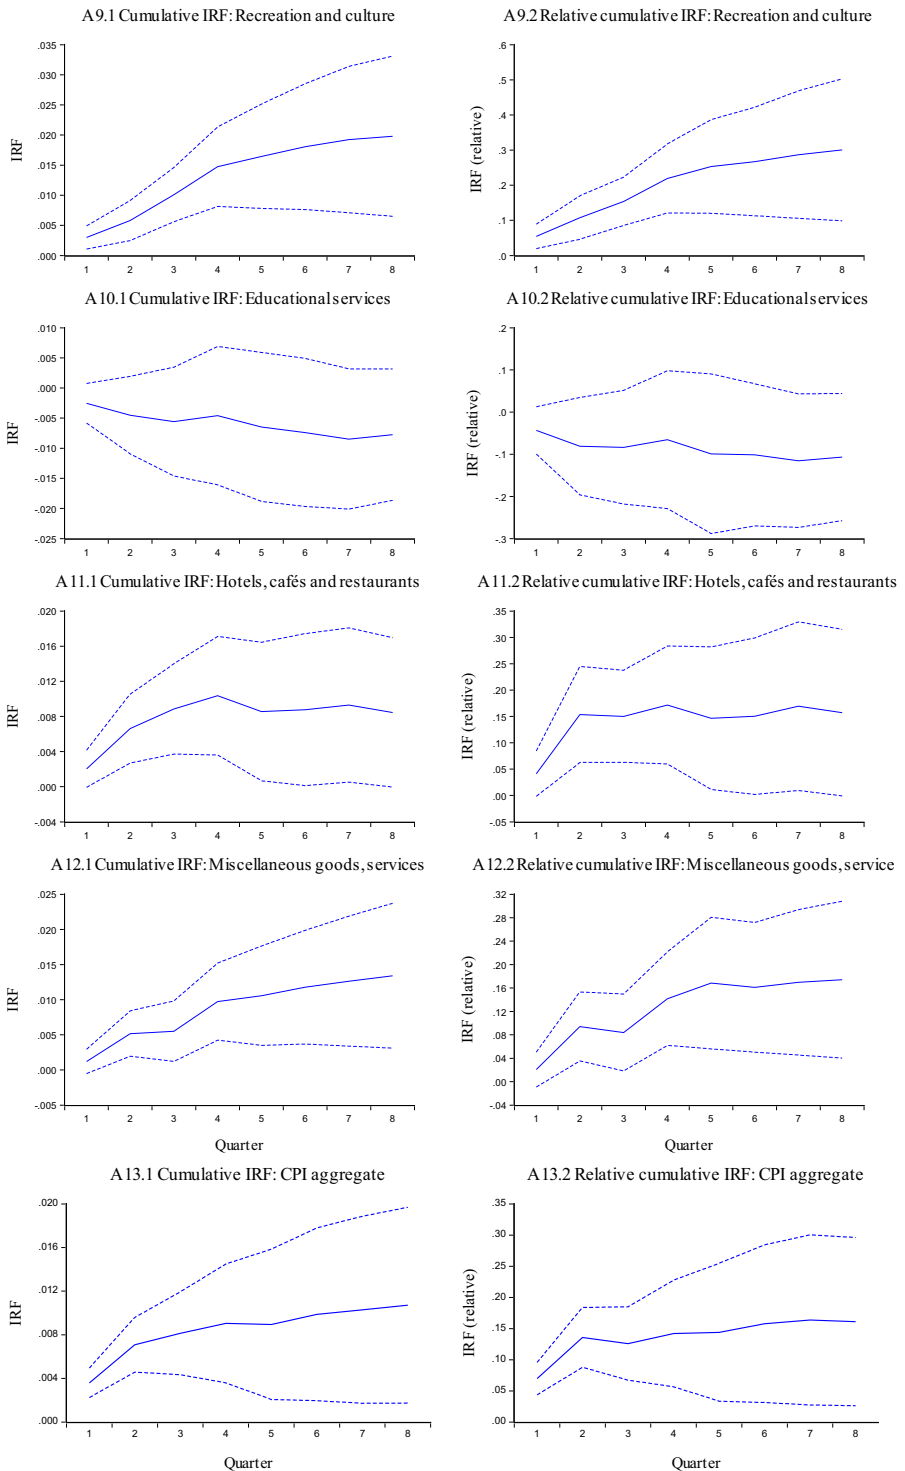 A9.1 Cumulative IRF: Recreation and culture
.035
.030
.025
.020
.015
.010
.005
.000
IRF
1 2 3 4 5 6 7 8
A9.2 Relative cumulative IRF: Recreation and culture
.6
.5
.4
.3
.2
.1
.0
IRF (relative)
1 2 3 4 5 6 7 8
A10.1 Cumulative IRF: Educational services
.010
.005
.000
-.005
-.010
-.015
-.020
-.025
IRF
1 2 3 4 5 6 7 8
A10.2 Relative cumulative IRF: Educational services
.2
.1
.0
-.1
-.2
-.3
IRF (relative)
1 2 3 4 5 6 7 8
A11.1 Cumulative IRF: Hotels, cafés and restaurants
.020
.016
.012
.008
.004
.000
-.004
IRF
1 2 3 4 5 6 7 8
A11.2 Relative cumulative IRF: Hotels, cafés and restaurants
.35
.30
.25
.20
.15
.10
.05
.00
-.05
IRF (relative)
1 2 3 4 5 6 7 8
A12.1 Cumulative IRF: Miscellaneous goods, services
.025
.020
.015
.010
.005
.000
-.005
IRF
1 2 3 4 5 6 7 8
Quarter
A12.2 Relative cumulative IRF: Miscellaneous goods, service
.32
.28
.24
.20
.16
.12
.08
.04
.00
-.04
IRF (relative)
1 2 3 4 5 6 7 8
Quarter
A13.1 Cumulative IRF: CPI aggregate
.020
.016
.012
.008
.004
.000
IRF
1 2 3 4 5 6 7 8
Quarter
A13.2 Relative cumulative IRF: CPI aggregate
.35
.30
.25
.20
.15
.10
.05
.00
IRF (relative)
1 2 3 4 5 6 7 8
Quarter